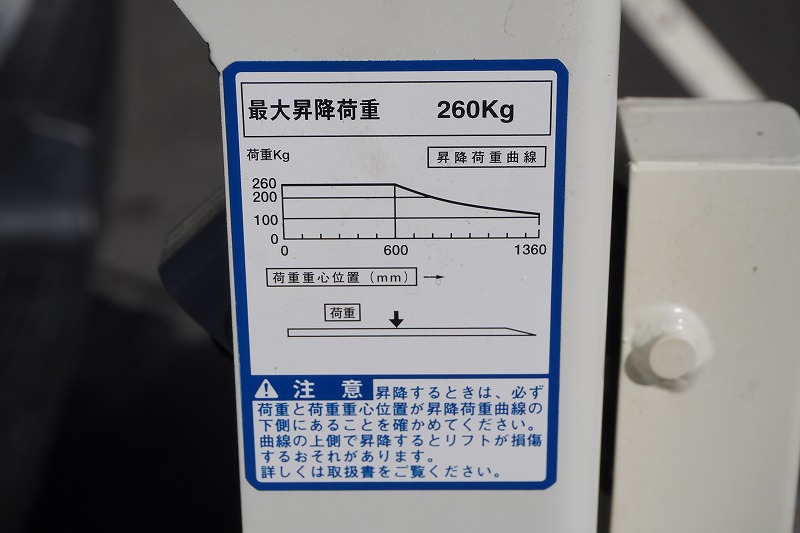 最大昇降荷重 260Kg
荷重Kg
昇降荷重曲線
260
200
100
0
0 600 1360
荷重重心位置(mm) →
荷重
注意 昇降するときは、必ず
荷重と荷重重心位置が昇降荷重曲線の
下側にあることを確かめてください。
曲線の上側で昇降するとリフトが損傷
するおそれがあります。
詳しくは取扱書をご覧ください。